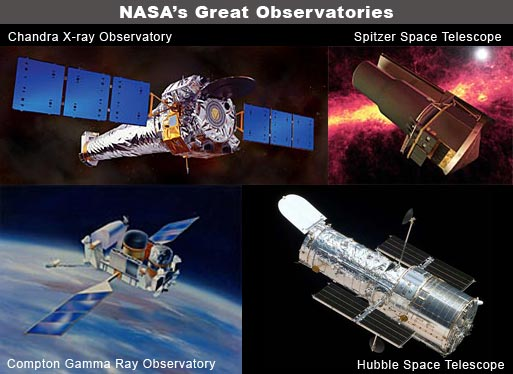 NASA's Great Observatories
Chandra X-ray Observatory
Spitzer Space Telescope
Compton Gamma Ray Observatory
Hubble Space Telescope